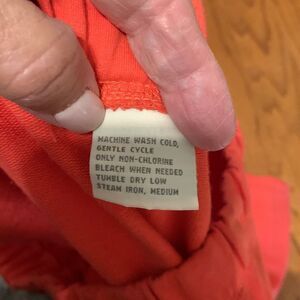 MACHINE WASH COLD,
GENTLE CYCLE
ONLY NON-CHLORINE
BLEACH WHEN NEEDED
TUMBLE DRY LOW
STEAM IRON, MEDIUM